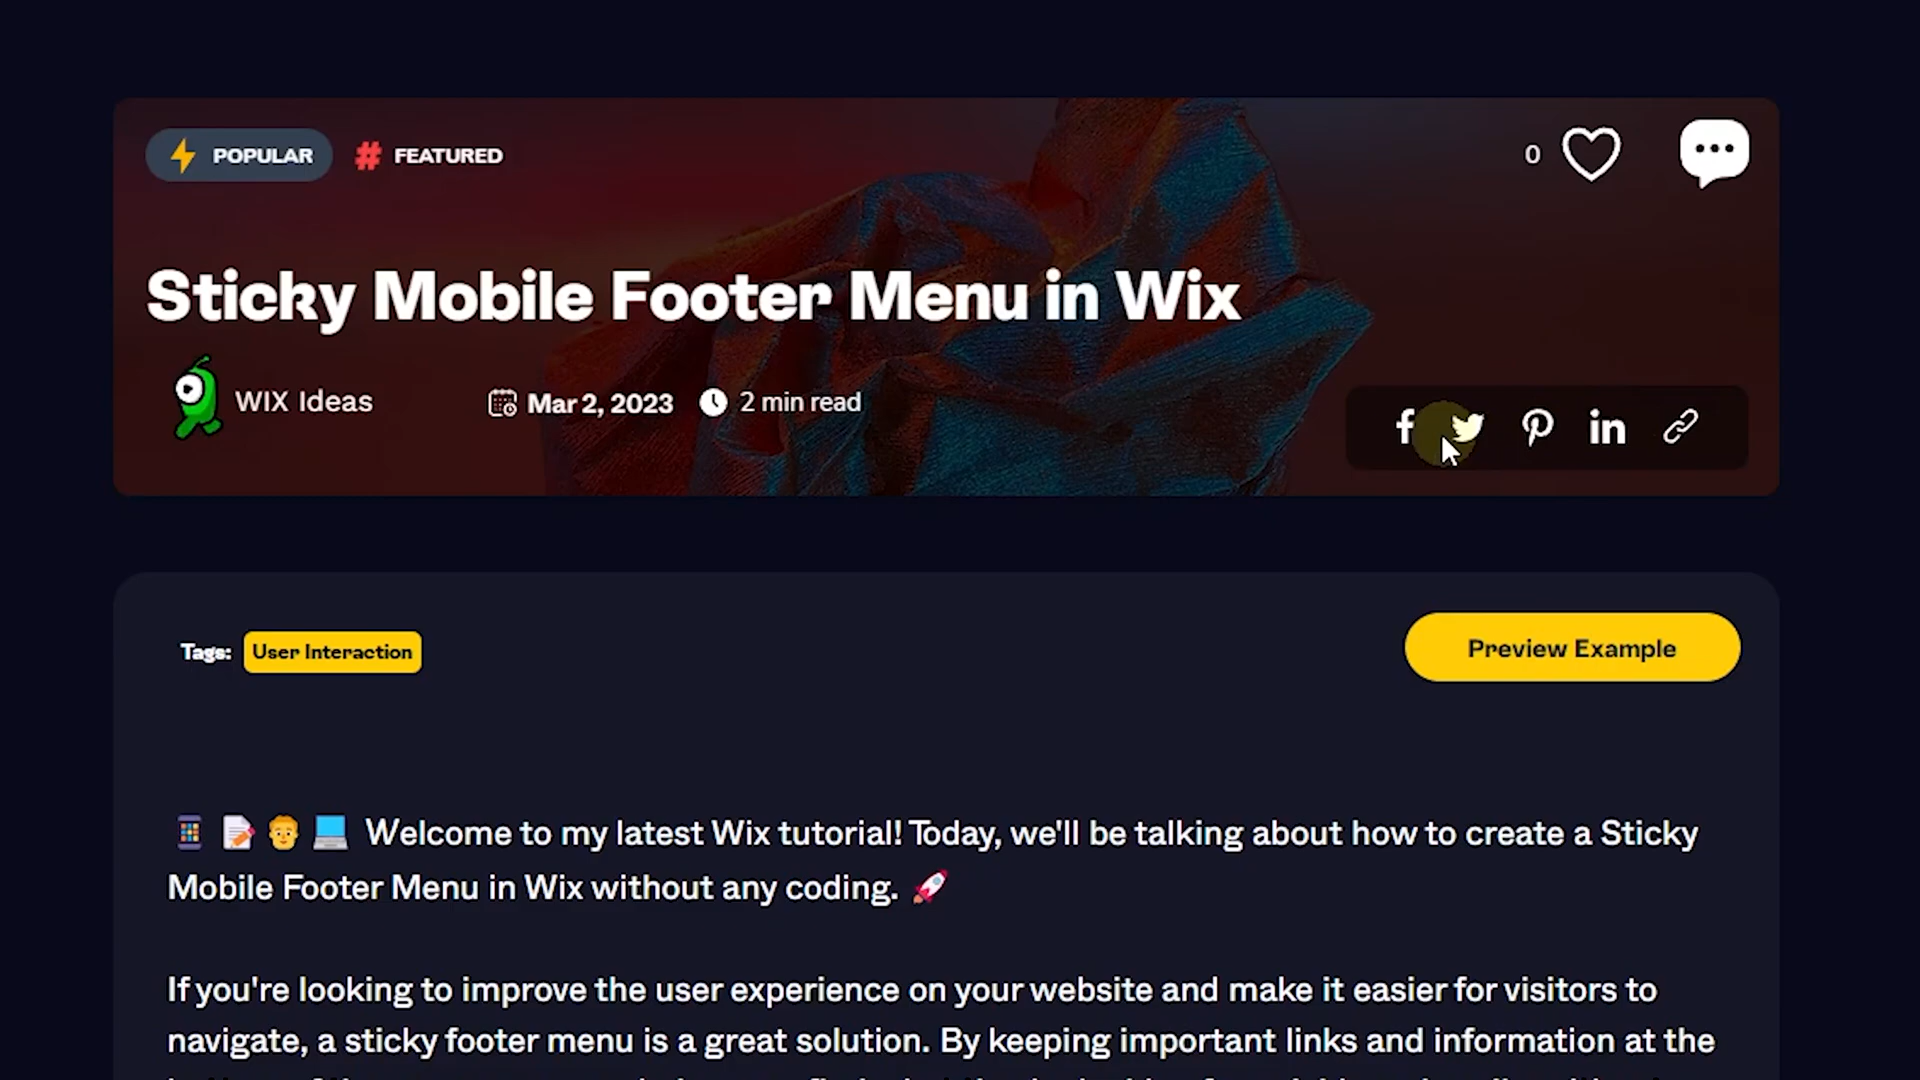 POPULAR
# FEATURED
0
Sticky Mobile Footer Menu in Wix
WIX Ideas
Mar 2, 2023
2 min read
Tags: User Interaction
Preview Example
Welcome to my latest Wix tutorial! Today, we'll be talking about how to create a Sticky
Mobile Footer Menu in Wix without any coding.
If you're looking to improve the user experience on your website and make it easier for visitors to
navigate, a sticky footer menu is a great solution. By keeping important links and information at the